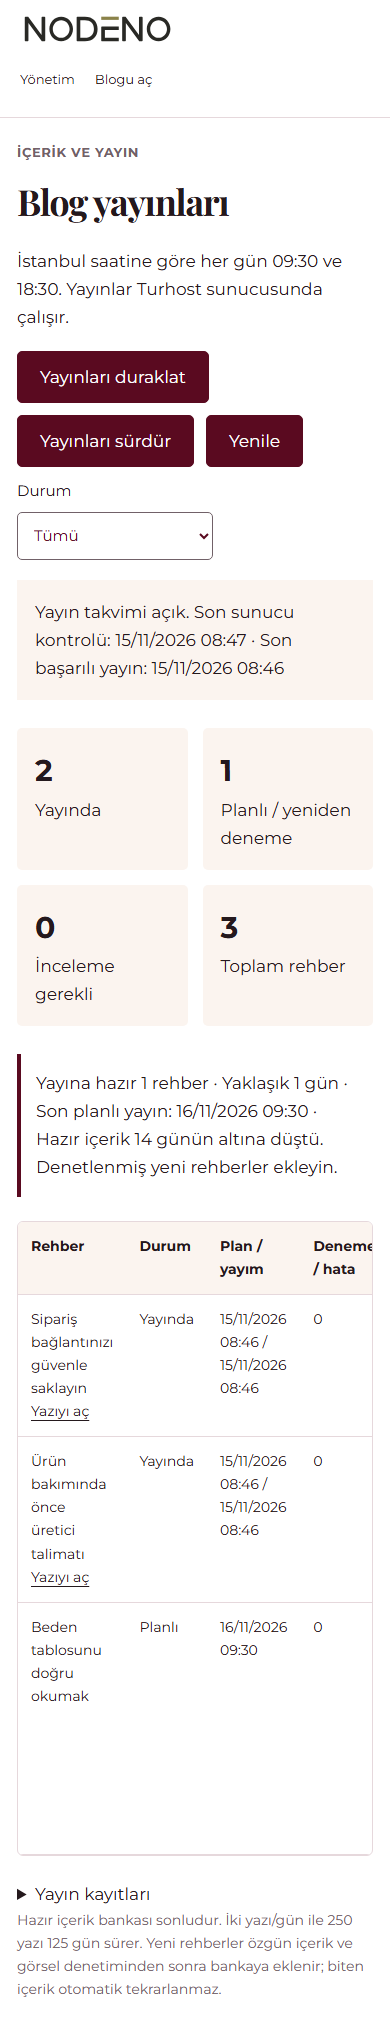 NODENO
Yönetim Blogu aç
İÇERİK VE YAYIN
Blog yayınları
İstanbul saatine göre her gün 09:30 ve
18:30. Yayınlar Turhost sunucusunda
çalışır.
Yayınları duraklat
Yayınları sürdür Yenile
Durum
Tümü
Yayın takvimi açık. Son sunucu
kontrolü: 15/11/2026 08:47 · Son
başarılı yayın: 15/11/2026 08:46
2
Yayında
1
Planlı / yeniden
deneme
0
İnceleme
gerekli
3
Toplam rehber
Yayına hazır 1 rehber · Yaklaşık 1 gün ·
Son planlı yayın: 16/11/2026 09:30 ·
Hazır içerik 14 günün altına düştü.
Denetlenmiş yeni rehberler ekleyin.
Rehber Durum Plan / Deneme
yayım / hata
Sipariş Yayında 15/11/2026 0
bağlantınızı 08:46 /
güvenle 15/11/2026
saklayın 08:46
Yazıyı aç
Ürün Yayında 15/11/2026 0
bakımında 08:46 /
önce 15/11/2026
üretici 08:46
talimatı
Yazıyı aç
Beden Planlı 16/11/2026 0
tablosunu 09:30
doğru
okumak
Yayın kayıtları
Hazır içerik bankası sonludur. İki yazı/gün ile 250
yazı 125 gün sürer. Yeni rehberler özgün içerik ve
görsel denetiminden sonra bankaya eklenir; biten
içerik otomatik tekrarlanmaz.